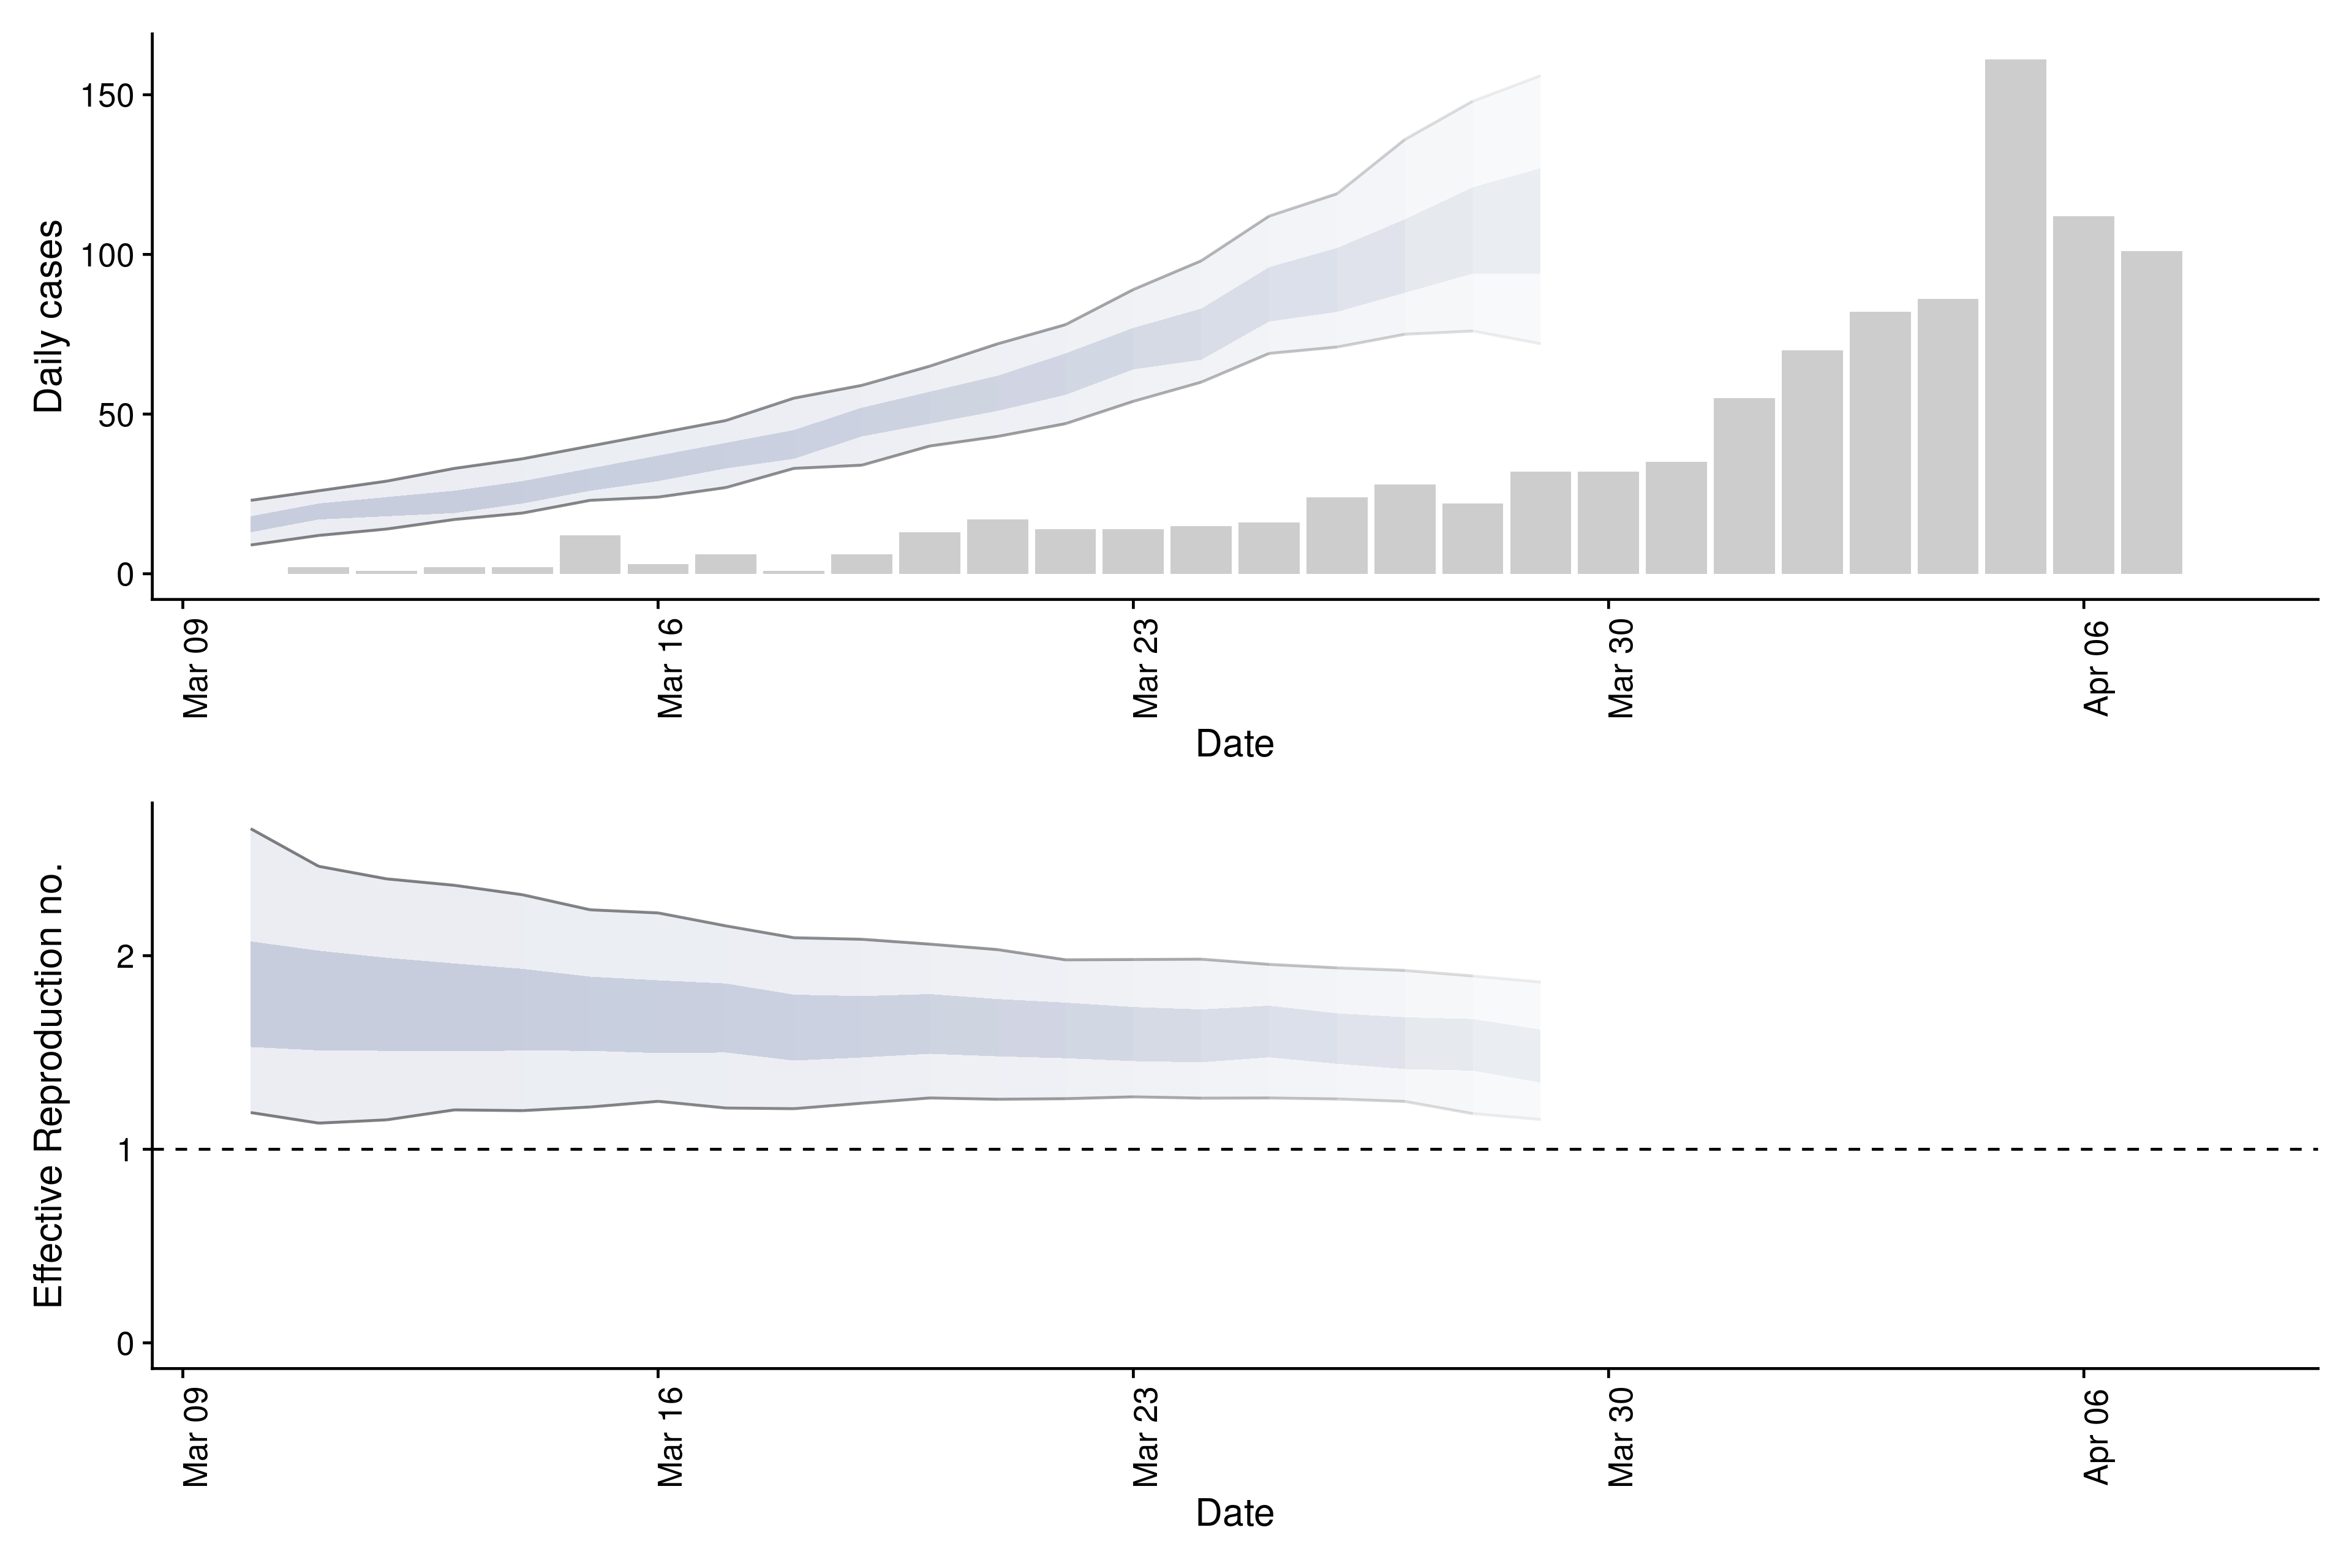 Daily cases
150
100
50
0
Mar 09
Mar 16
Mar 23
Mar 30
Apr 06
Date
Effective Reproduction no.
2
1
0
Mar 09
Mar 16
Mar 23
Mar 30
Apr 06
Date